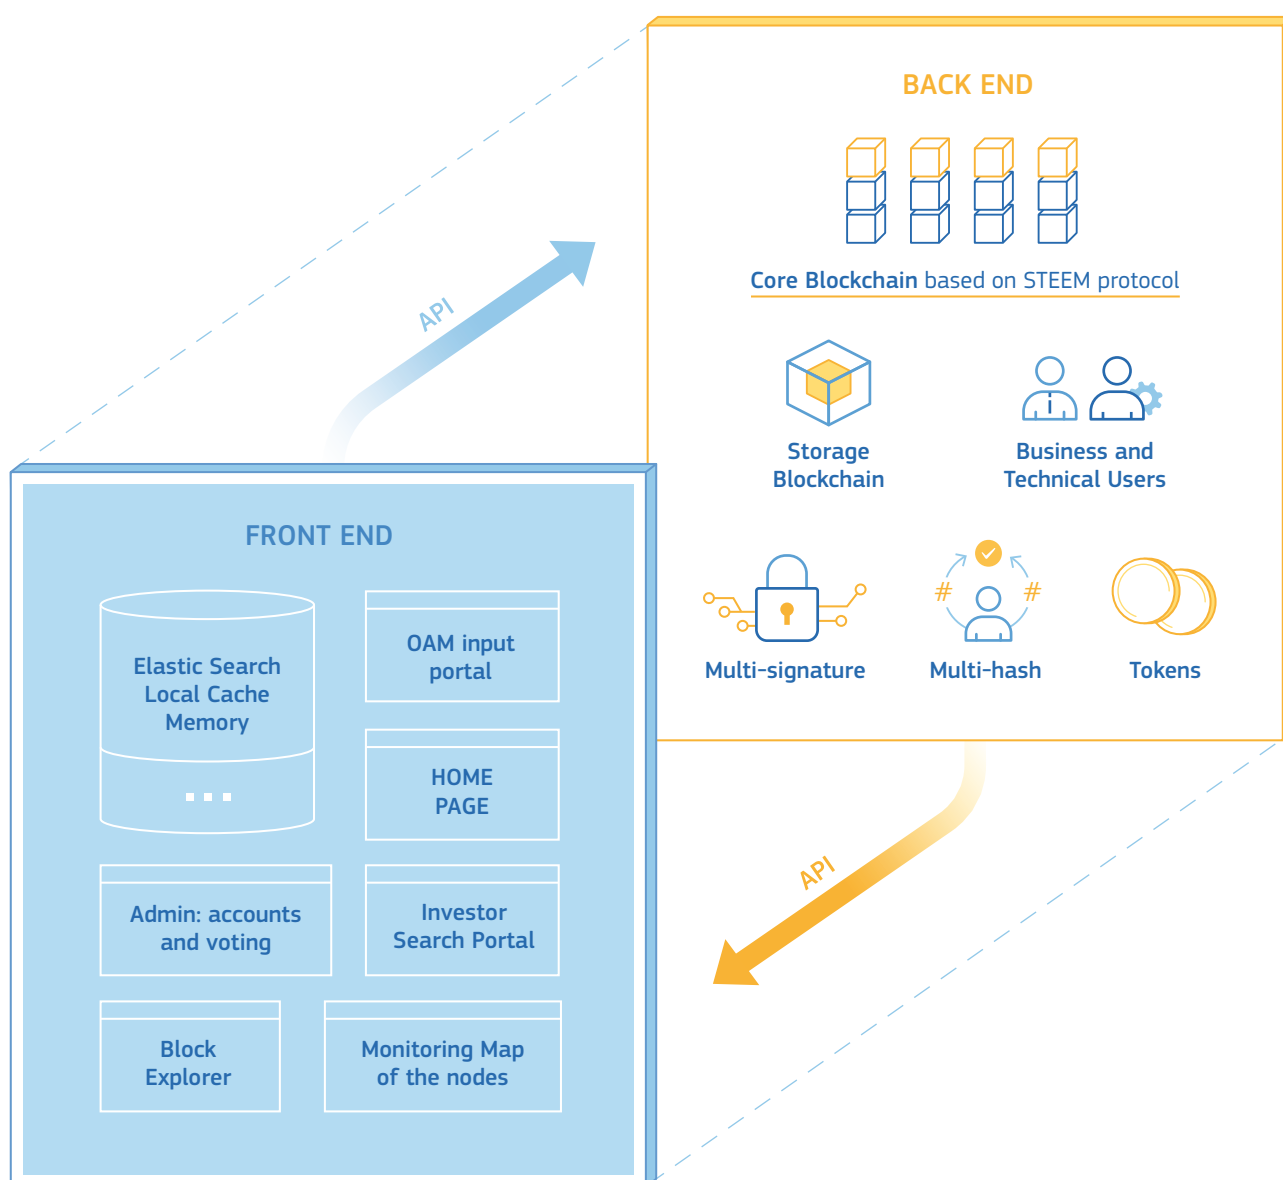 BACK END
Core Blockchain based on STEEM protocol
API
Storage
Blockchain
Business and
Technical Users
FRONT END
#
#
Multi-signature
Multi-hash
Tokens
Elastic Search
Local Cache
Memory
OAM input
portal
HOME
PAGE
API
Admin: accounts
and voting
Investor
Search Portal
Block
Explorer
Monitoring Map
of the nodes